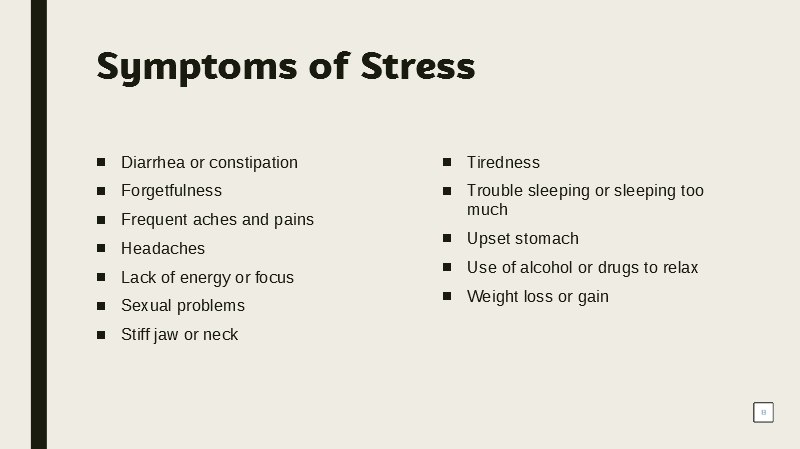 Symptoms of Stress
Diarrhea or constipation
Forgetfulness
Frequent aches and pains
Headaches
Lack of energy or focus
Sexual problems
Stiff jaw or neck
Tiredness
Trouble sleeping or sleeping too
much
Upset stomach
Use of alcohol or drugs to relax
Weight loss or gain